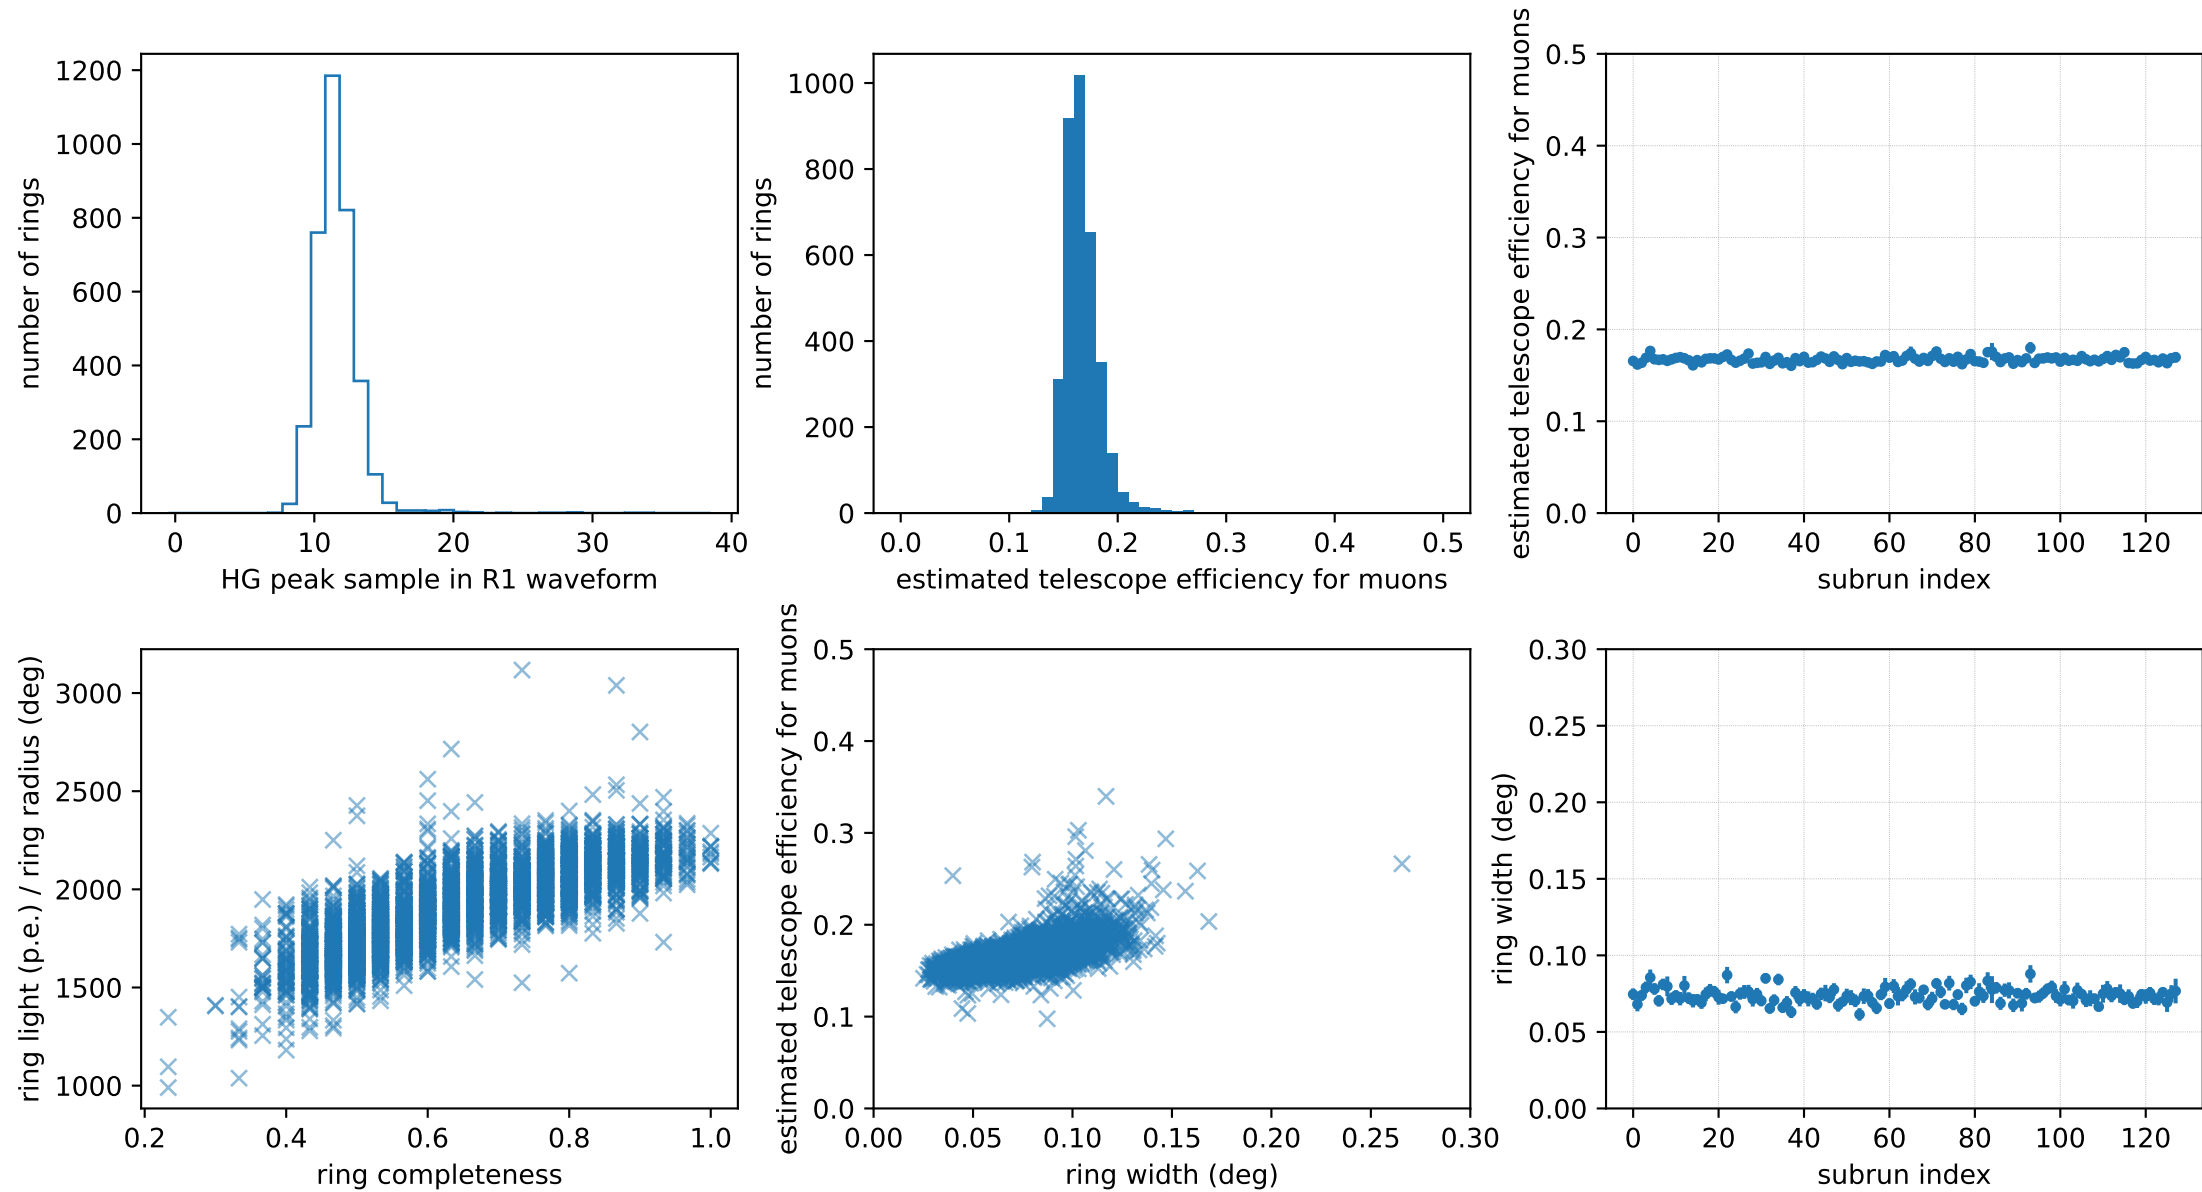 1200
1000
800
600
400
200
0
number of rings
0 10 20 30 40
HG peak sample in R1 waveform
1000
800
600
400
200
0
number of rings
0.0 0.1 0.2 0.3 0.4 0.5
estimated telescope efficiency for muons
0.5
0.4
0.3
0.2
0.1
0.0
estimated telescope efficiency for muons
0 20 40 60 80 100 120
subrun index
3000
2500
2000
1500
1000
ring light (p.e.) / ring radius (deg)
0.2 0.4 0.6 0.8 1.0
ring completeness
0.5
0.4
0.3
0.2
0.1
0.0
estimated telescope efficiency for muons
0.00 0.05 0.10 0.15 0.20 0.25 0.30
ring width (deg)
0.30
0.25
0.20
0.15
0.10
0.05
0.00
ring width (deg)
0 20 40 60 80 100 120
subrun index